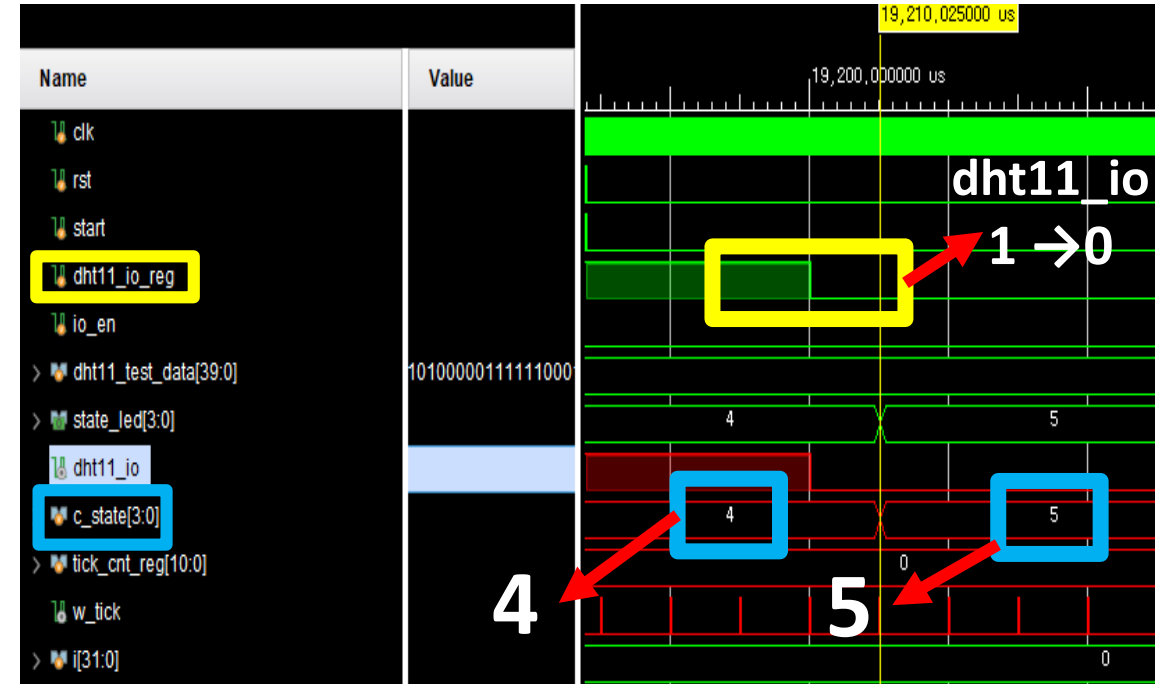 19,210,025000 us
Name
Value
19,200,000000 us
clk
rst
dht11_io
start
1 →0
dht11_io_reg
io_en
dht11_test_data[39:0]
state_led[3:0]
4
5
dht11_io
c_state[3:0]
4
5
tick_cnt_reg[10:0]
0
4
5
w_tick
i[31:0]
0